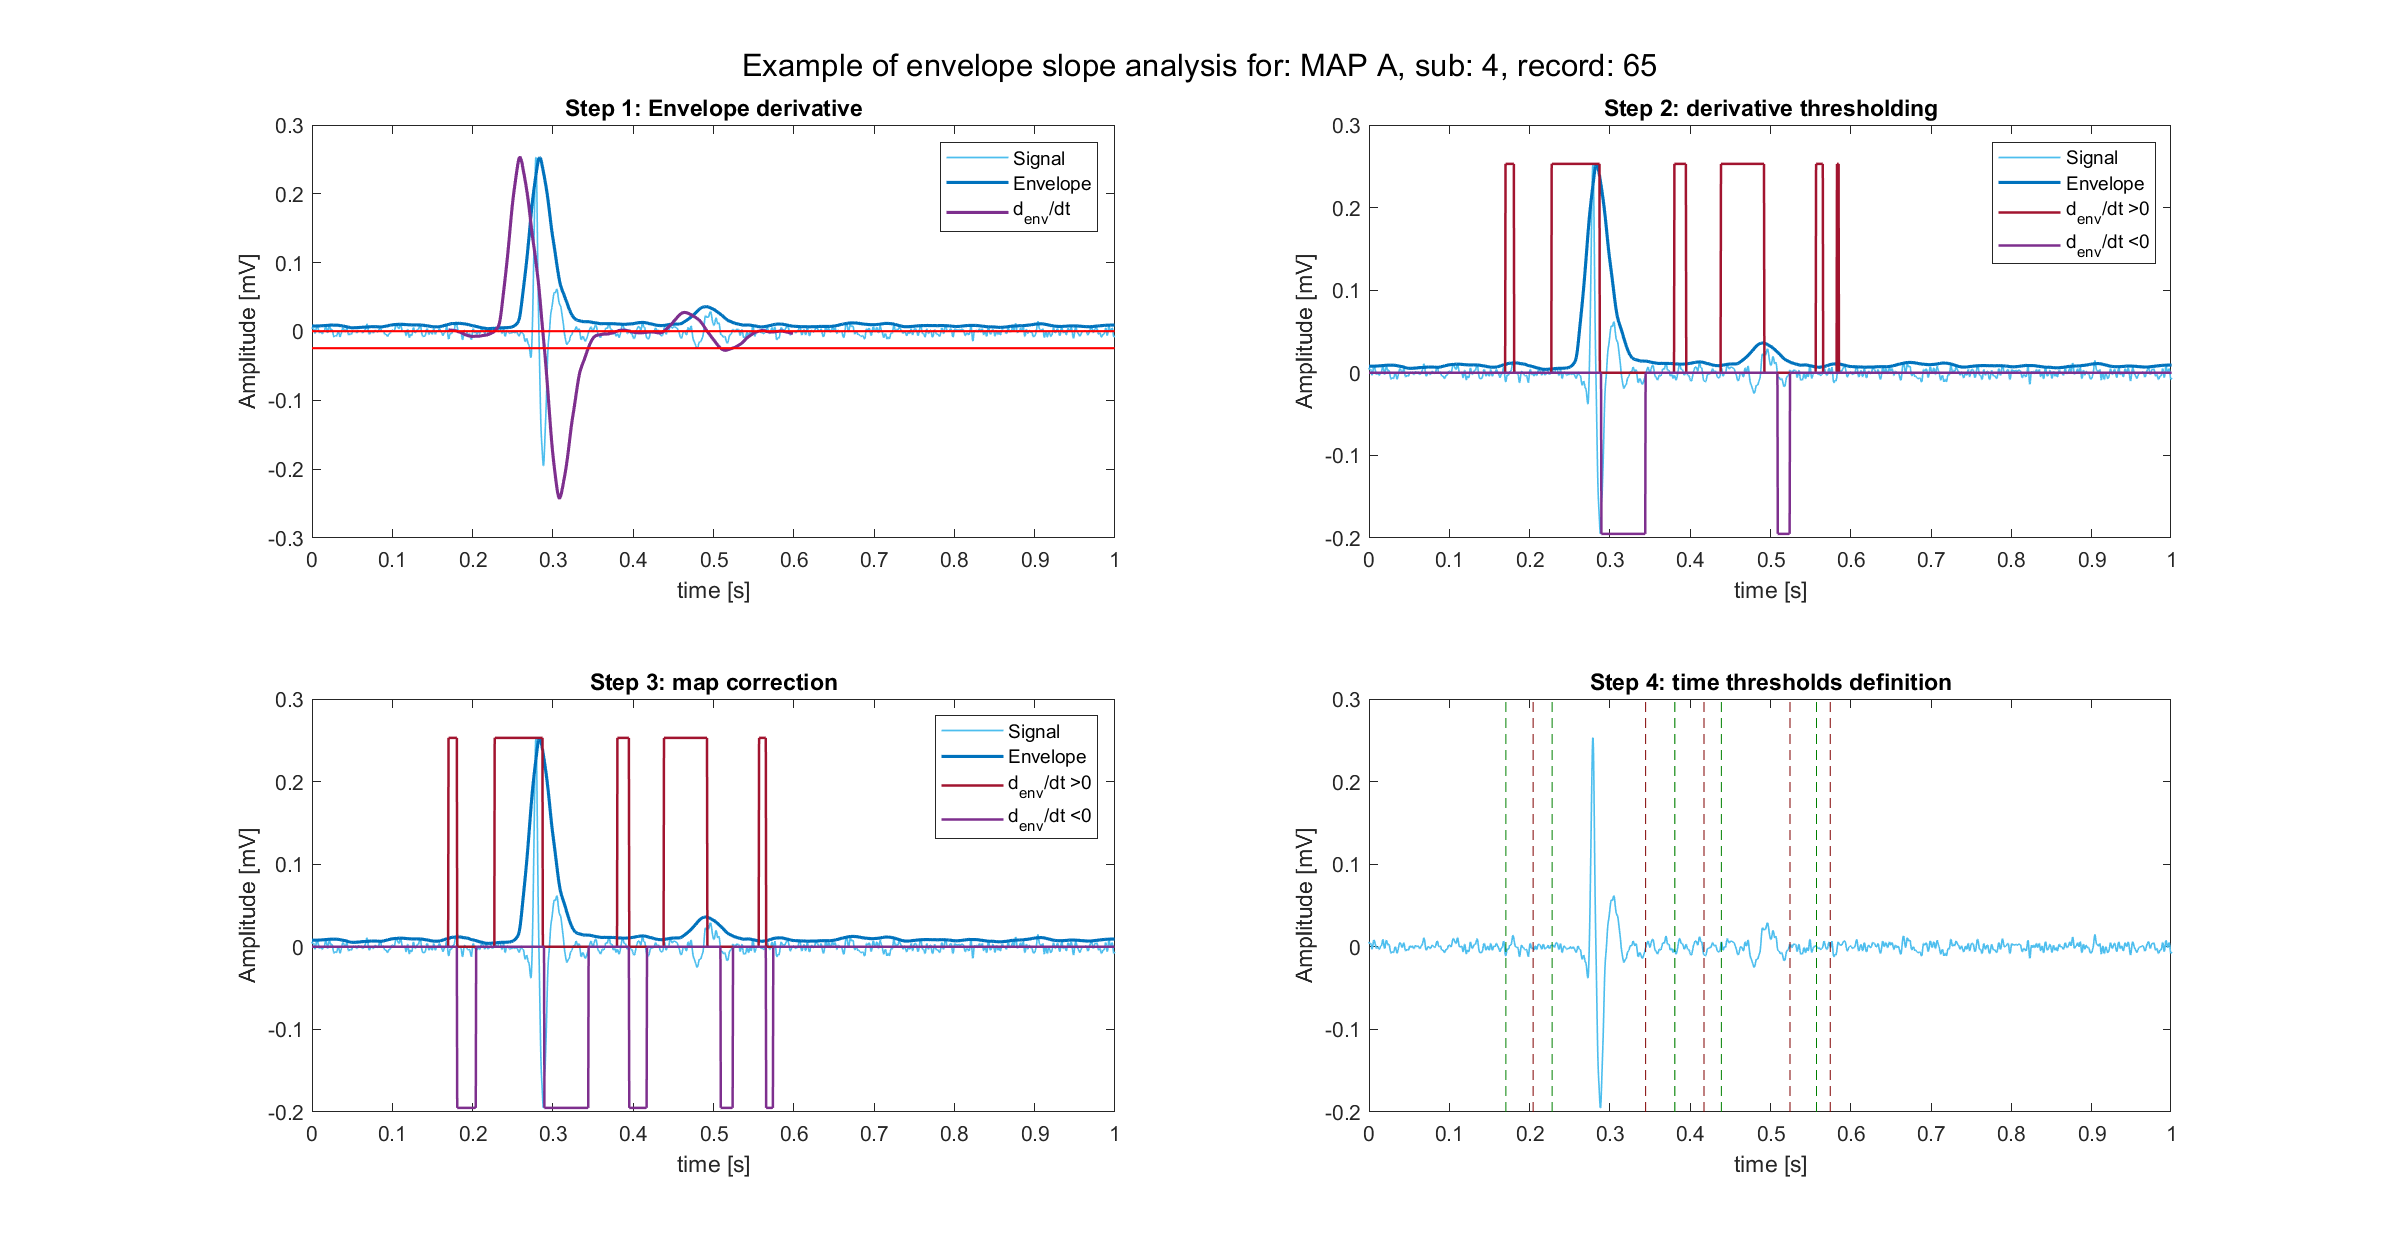 Example of envelope slope analysis for: MAP A, sub: 4, record: 65
Step 1: Envelope derivative
0.3
0.2
0.1
0
-0.1
-0.2
-0.3
Amplitude [mV]
0 0.1 0.2 0.3 0.4 0.5 0.6 0.7 0.8 0.9 1
time [s]
Signal
Envelope
d_env/dt
Step 2: derivative thresholding
0.3
0.2
0.1
0
-0.1
-0.2
Amplitude [mV]
0 0.1 0.2 0.3 0.4 0.5 0.6 0.7 0.8 0.9 1
time [s]
Signal
Envelope
d_env/dt >0
d_env/dt <0
Step 3: map correction
0.3
0.2
0.1
0
-0.1
-0.2
Amplitude [mV]
0 0.1 0.2 0.3 0.4 0.5 0.6 0.7 0.8 0.9 1
time [s]
Signal
Envelope
d_env/dt >0
d_env/dt <0
Step 4: time thresholds definition
0.3
0.2
0.1
0
-0.1
-0.2
Amplitude [mV]
0 0.1 0.2 0.3 0.4 0.5 0.6 0.7 0.8 0.9 1
time [s]